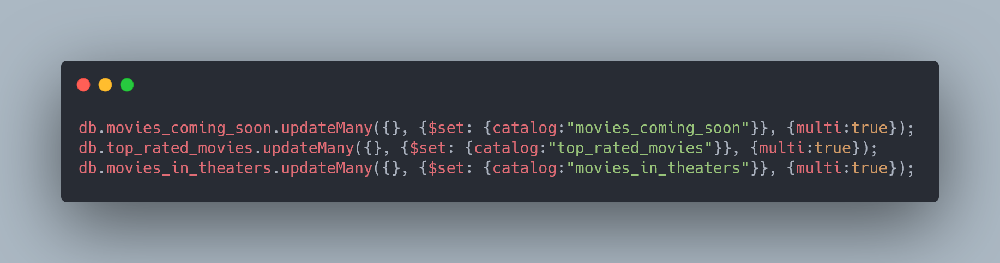 db.movies_coming_soon.updateMany({}, {$set: {catalog:"movies_coming_soon"}}, {multi:true});
db.top_rated_movies.updateMany({}, {$set: {catalog:"top_rated_movies"}}, {multi:true});
db.movies_in_theaters.updateMany({}, {$set: {catalog:"movies_in_theaters"}}, {multi:true});